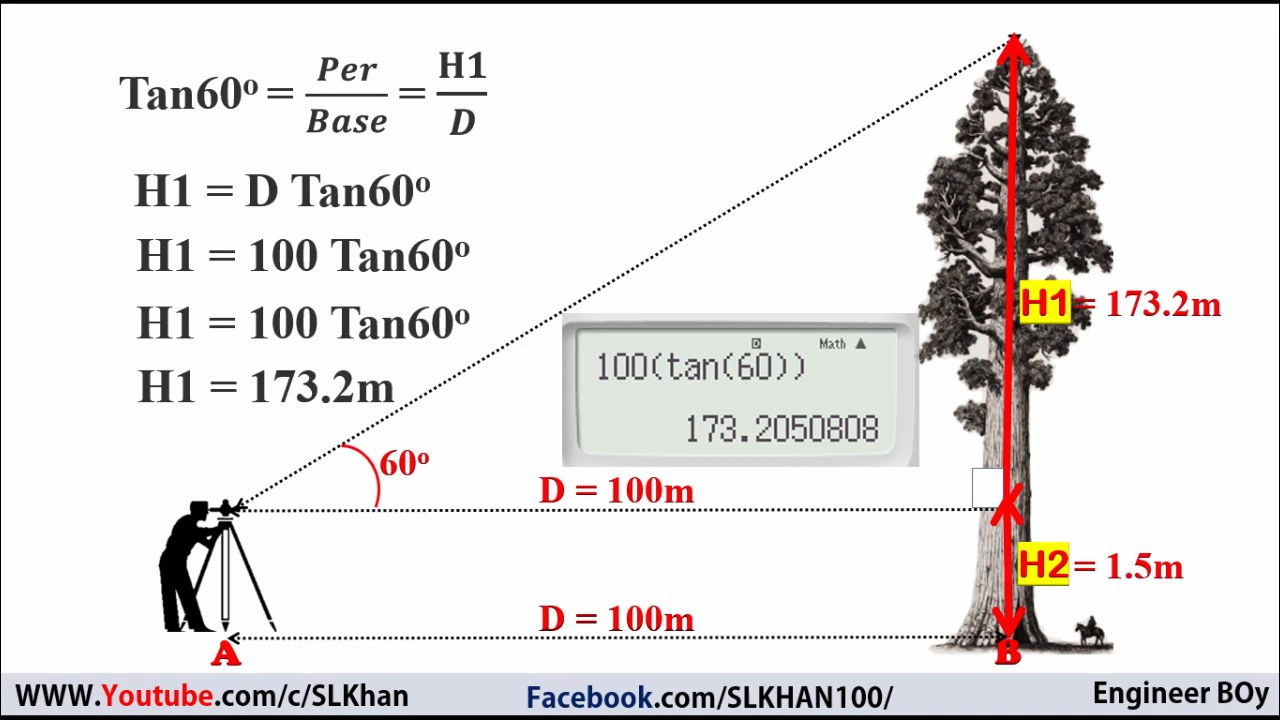 Tan60° = Per/Base = H1/D
H1 = D Tan60°
H1 = 100 Tan60°
H1 = 100 Tan60°
H1 = 173.2m
60°
D Math ▲
100(tan(60))
173.2050808
H1 = 173.2m
D = 100m
H2 = 1.5m
D = 100m
A
B
WWW.Youtube.com/c/SLKhan
Facebook.com/SLKHAN100/
Engineer BOy